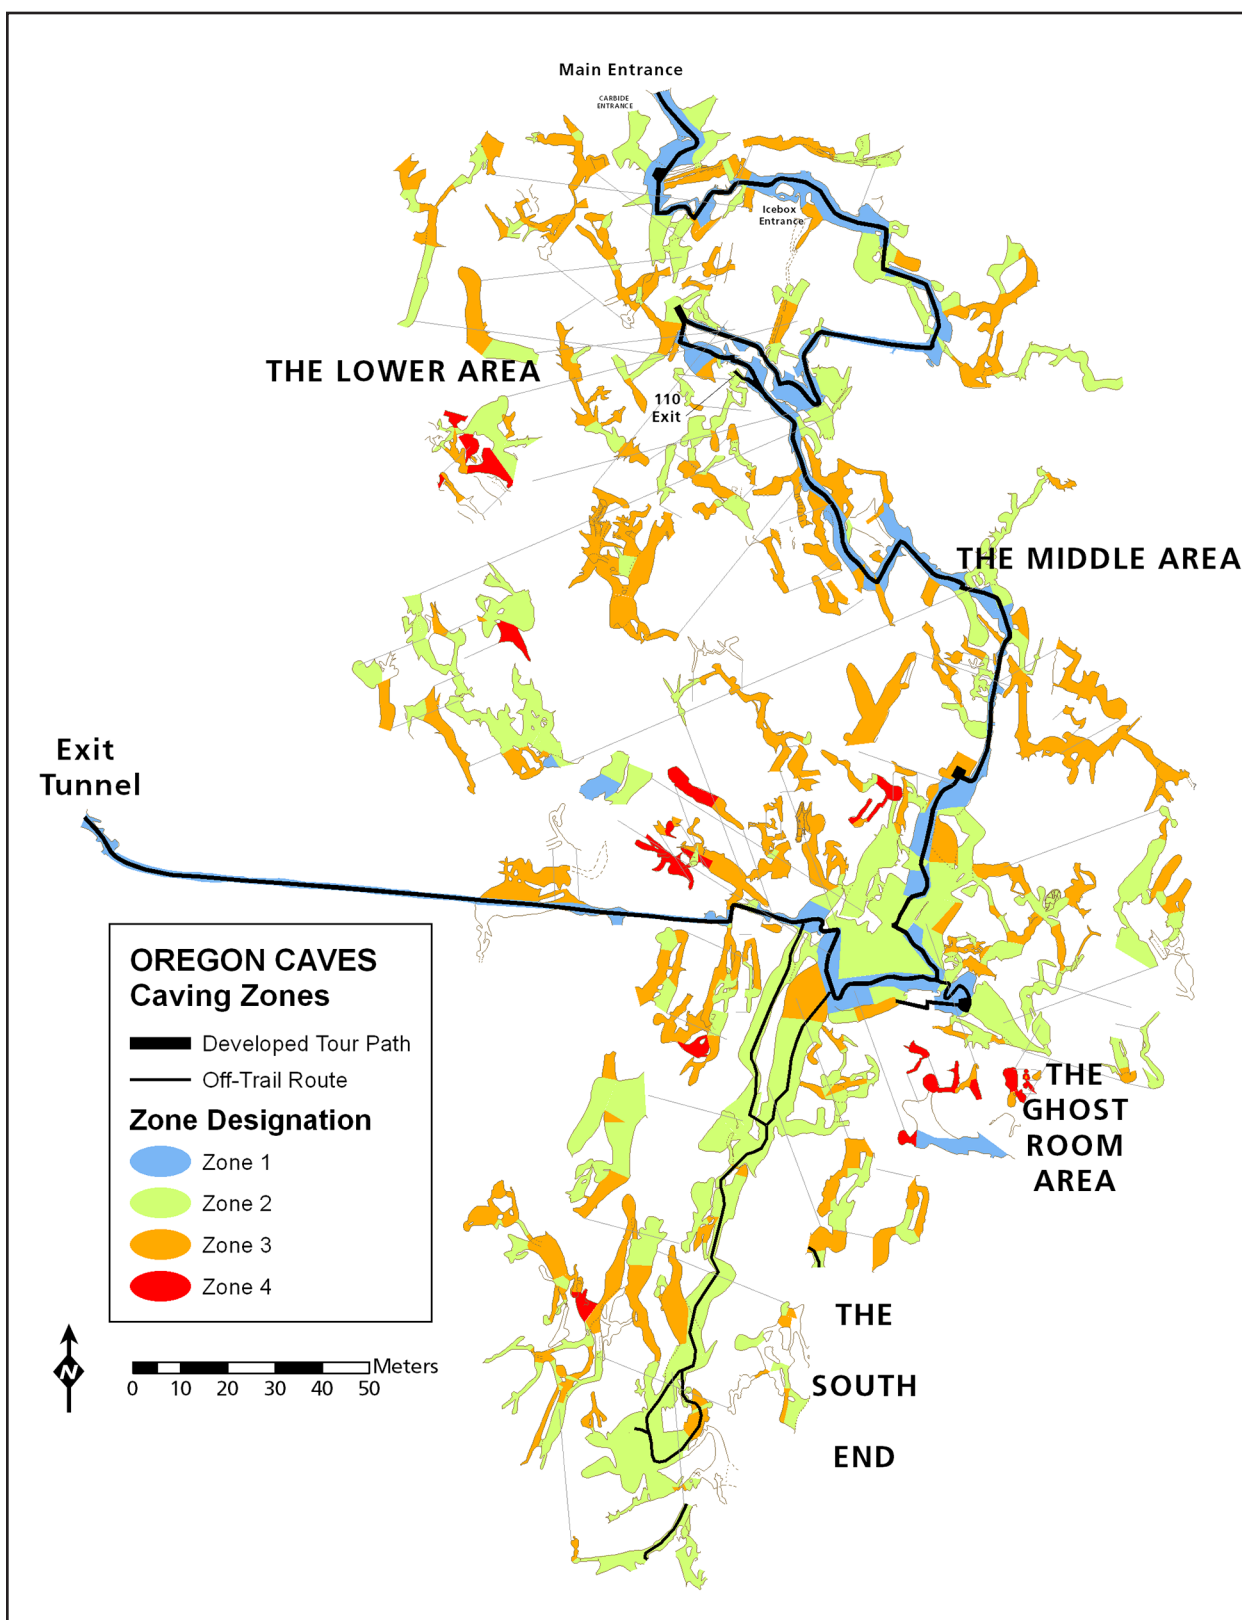 Main Entrance
CARBIDE
ENTRANCE
Icebox
Entrance
THE LOWER AREA
110
Exit
THE MIDDLE AREA
Exit
Tunnel
OREGON CAVES
Caving Zones
Developed Tour Path
Off-Trail Route
Zone Designation
Zone 1
Zone 2
Zone 3
Zone 4
THE
GHOST
ROOM
AREA
N
Meters
0 10 20 30 40 50
THE
SOUTH
END